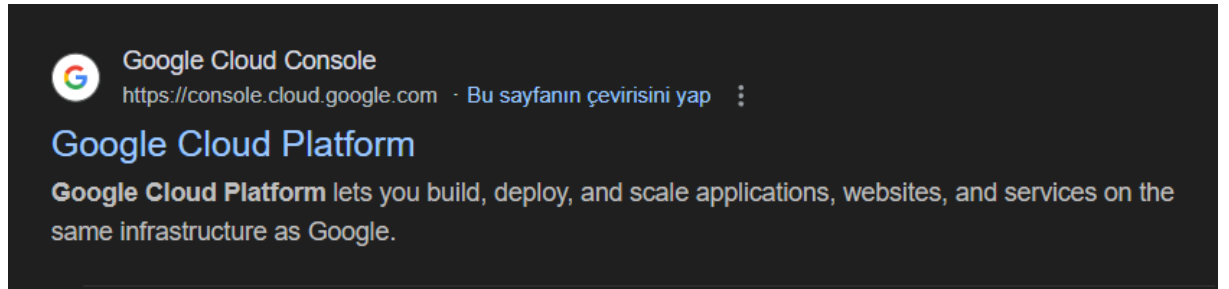 Google Cloud Console
https://console.cloud.google.com · Bu sayfanın çevirisini yap
Google Cloud Platform
Google Cloud Platform lets you build, deploy, and scale applications, websites, and services on the
same infrastructure as Google.